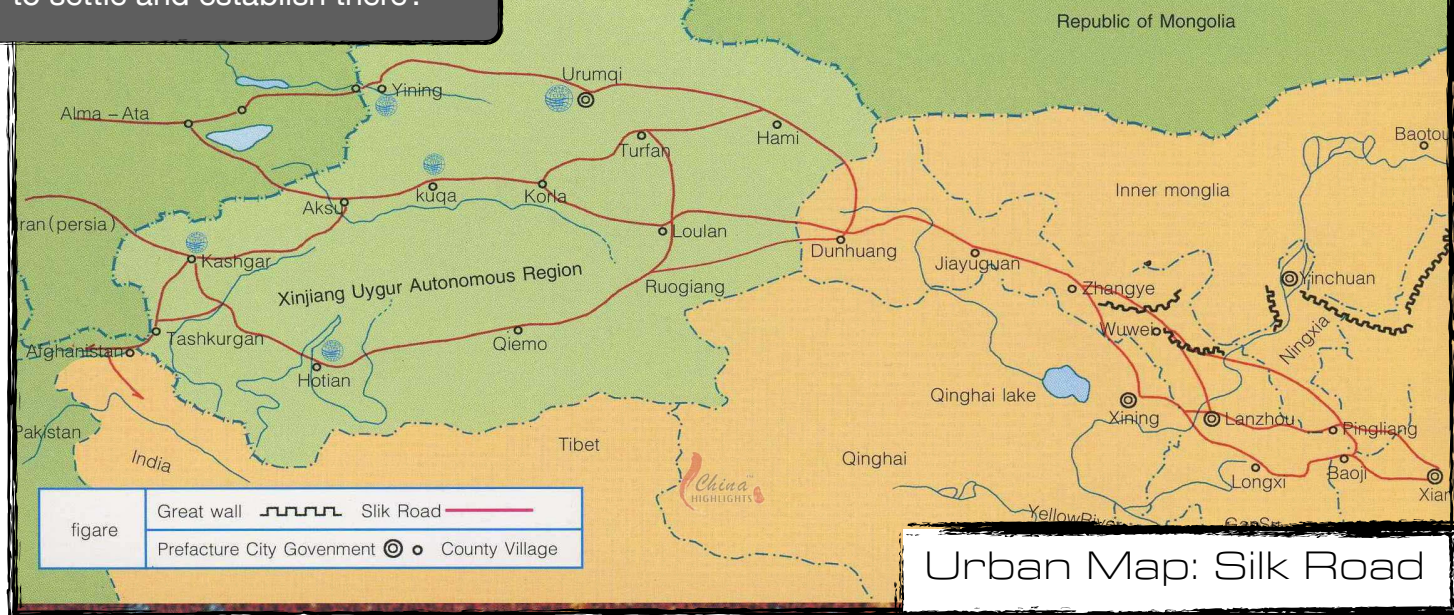 to settle and establish there?
Republic of Mongolia
Urumqi
Yining
Alma - Ata
Hami
Baotou
Turfan
Inner monglia
kuqa
Korla
Aksu
ran (persia)
Loulan
Dunhuang
Kashgar
Jiayuguan
Xinjiang Uygur Autonomous Region
Yinchuan
Ruogiang
Zhangye
Tashkurgan
Qiemo
Wuwei
Ningxia
Afghanistan
Hotian
Qinghai lake
Xining
Lanzhou
Pingliang
Pakistan
India
Tibet
Qinghai
Longxi
Baoji
Xian
China
HIGHLIGHTS
YellowRiver
figare
Great wall
Slik Road
Prefacture City Govenment
County Village
Urban Map: Silk Road